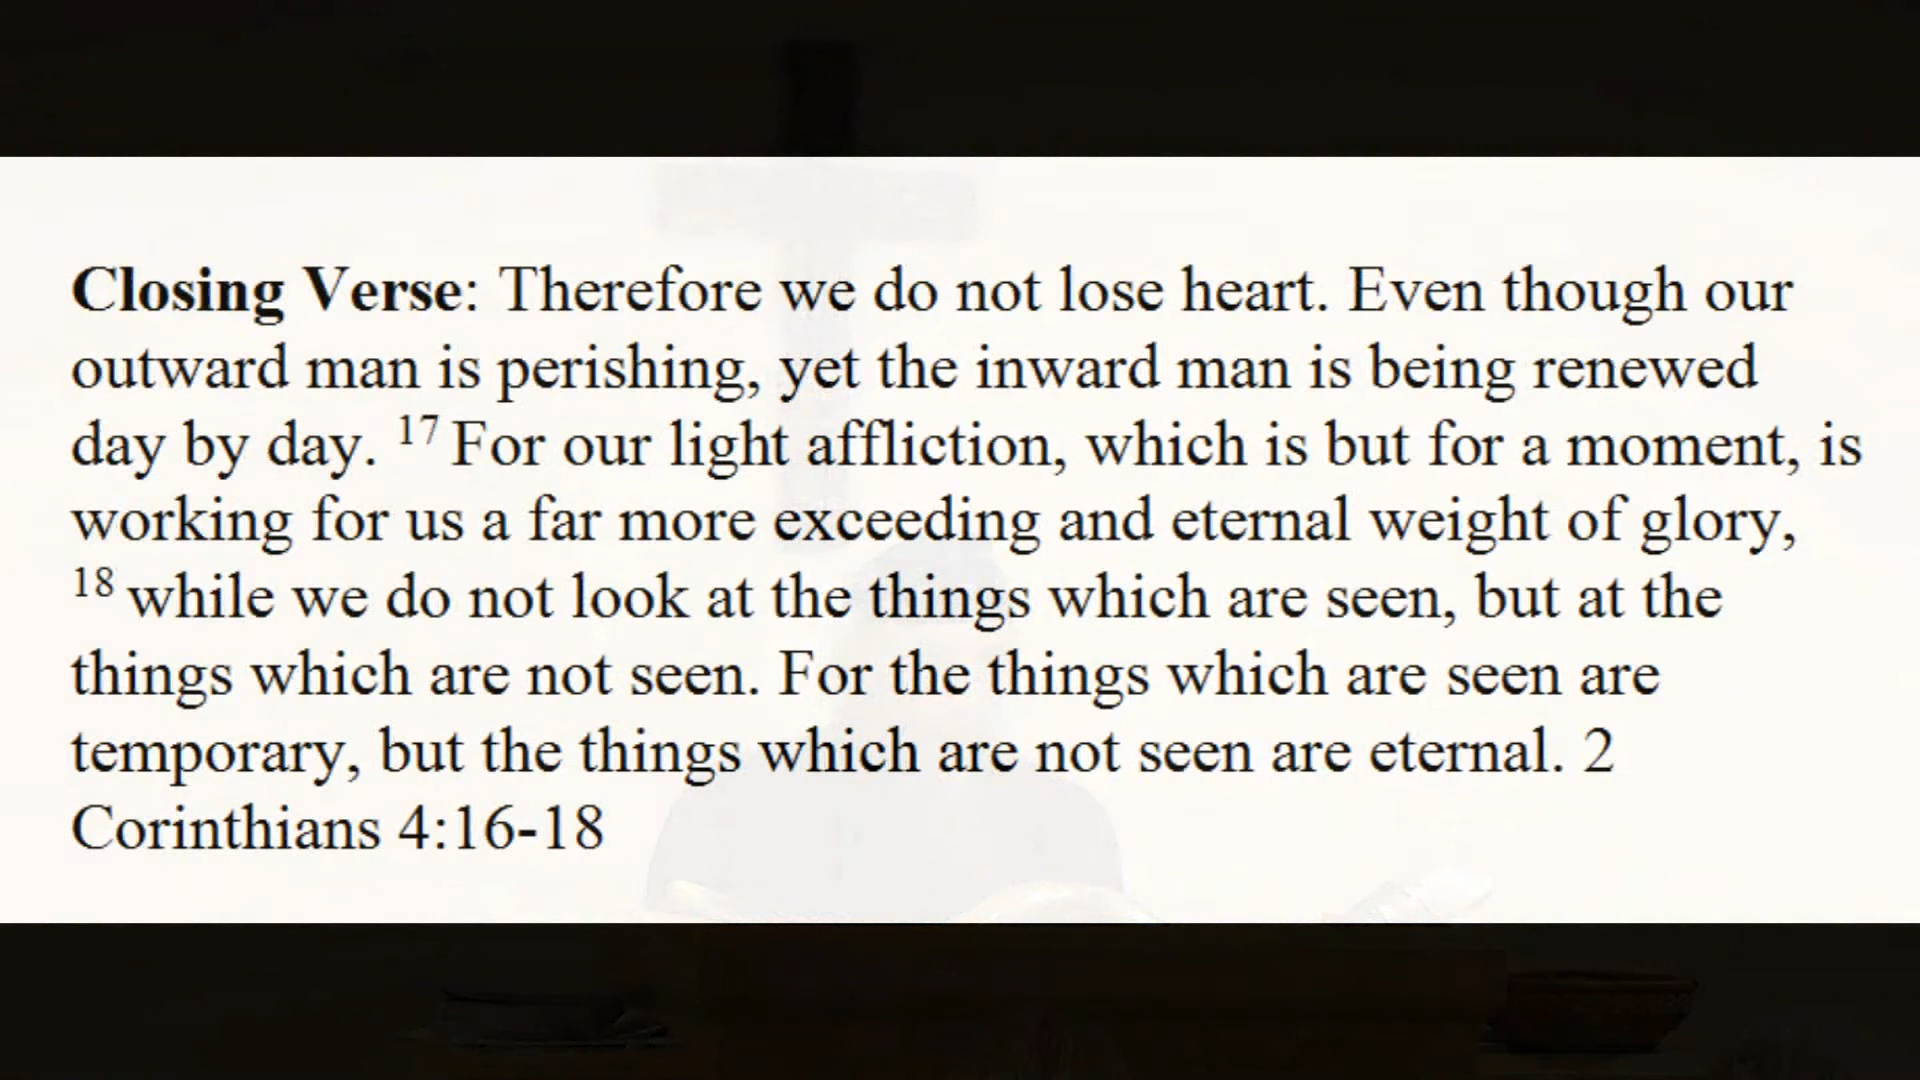 Closing Verse: Therefore we do not lose heart. Even though our
outward man is perishing, yet the inward man is being renewed
day by day. 17 For our light affliction, which is but for a moment, is
working for us a far more exceeding and eternal weight of glory,
18 while we do not look at the things which are seen, but at the
things which are not seen. For the things which are seen are
temporary, but the things which are not seen are eternal. 2
Corinthians 4:16-18